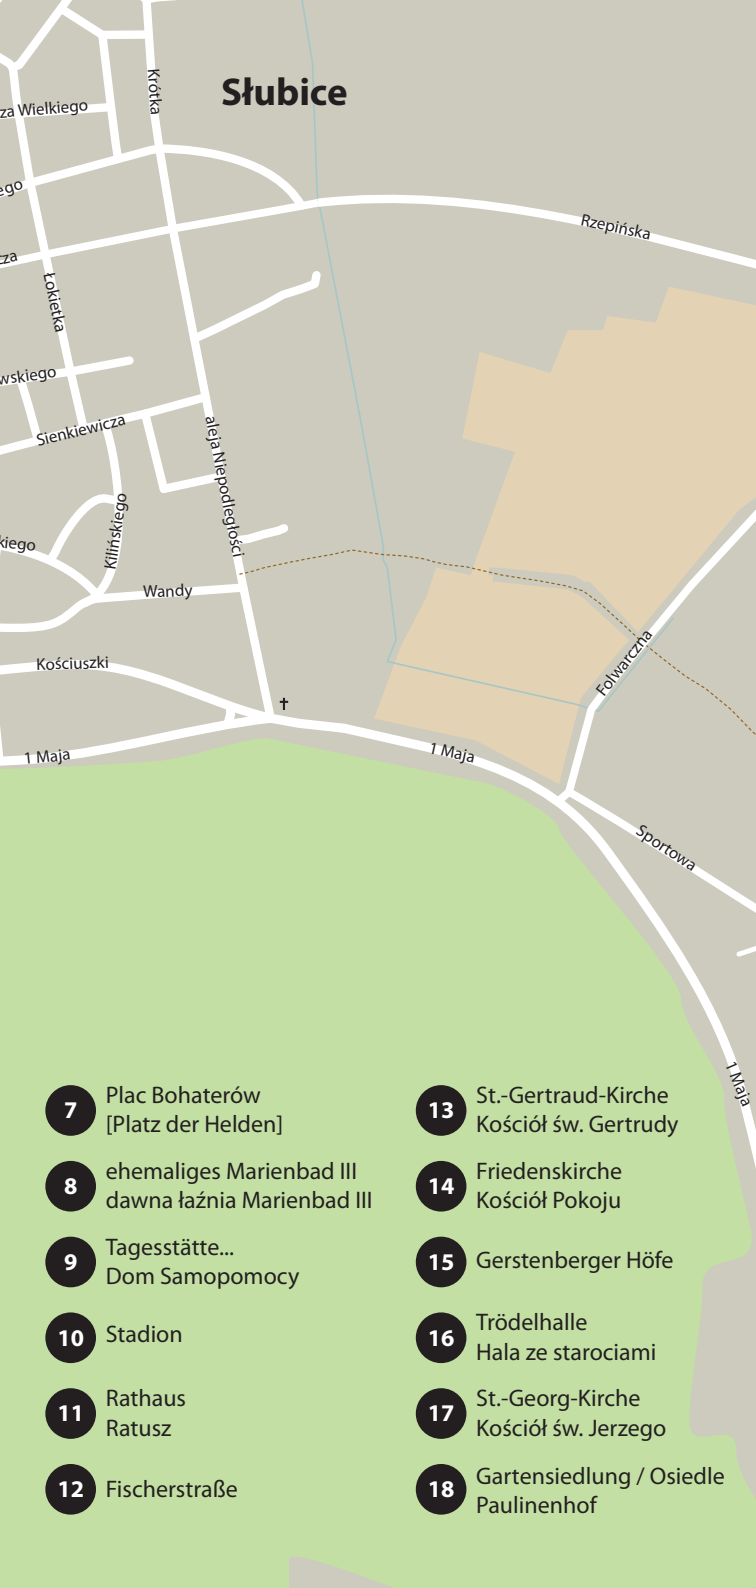 Słubice
Krótka
za Wielkiego
ego
Rzepińska
cza
Łokietka
wskiego
Sienkiewicza
aleja Niepodległości
Kilińskiego
kiego
Wandy
Folwarczna
Kościuszki
1 Maja
1 Maja
Sportowa
1 Maja
7
Plac Bohaterów
[Platz der Helden]
8
ehemaliges Marienbad III
dawna łaźnia Marienbad III
9
Tagesstätte...
Dom Samopomocy
10
Stadion
11
Rathaus
Ratusz
12
Fischerstraße
13
St.-Gertraud-Kirche
Kościół św. Gertrudy
14
Friedenskirche
Kościół Pokoju
15
Gerstenberger Höfe
16
Trödelhalle
Hala ze starociami
17
St.-Georg-Kirche
Kościół św. Jerzego
18
Gartensiedlung / Osiedle
Paulinenhof